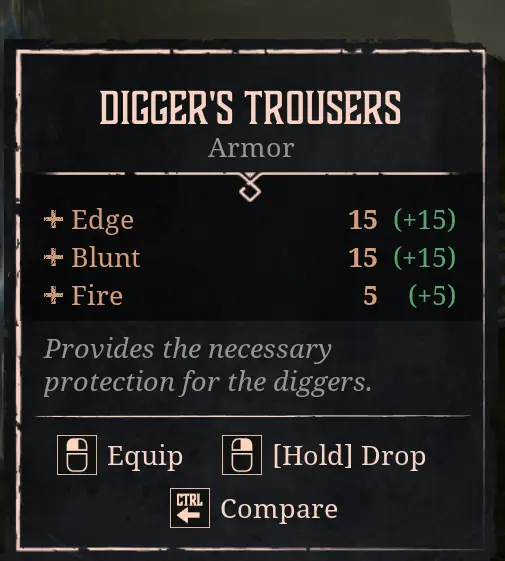 DIGGER'S TROUSERS
Armor
Edge 15 (+15)
Blunt 15 (+15)
Fire 5 (+5)
Provides the necessary
protection for the diggers.
Equip [Hold] Drop
CTRL Compare